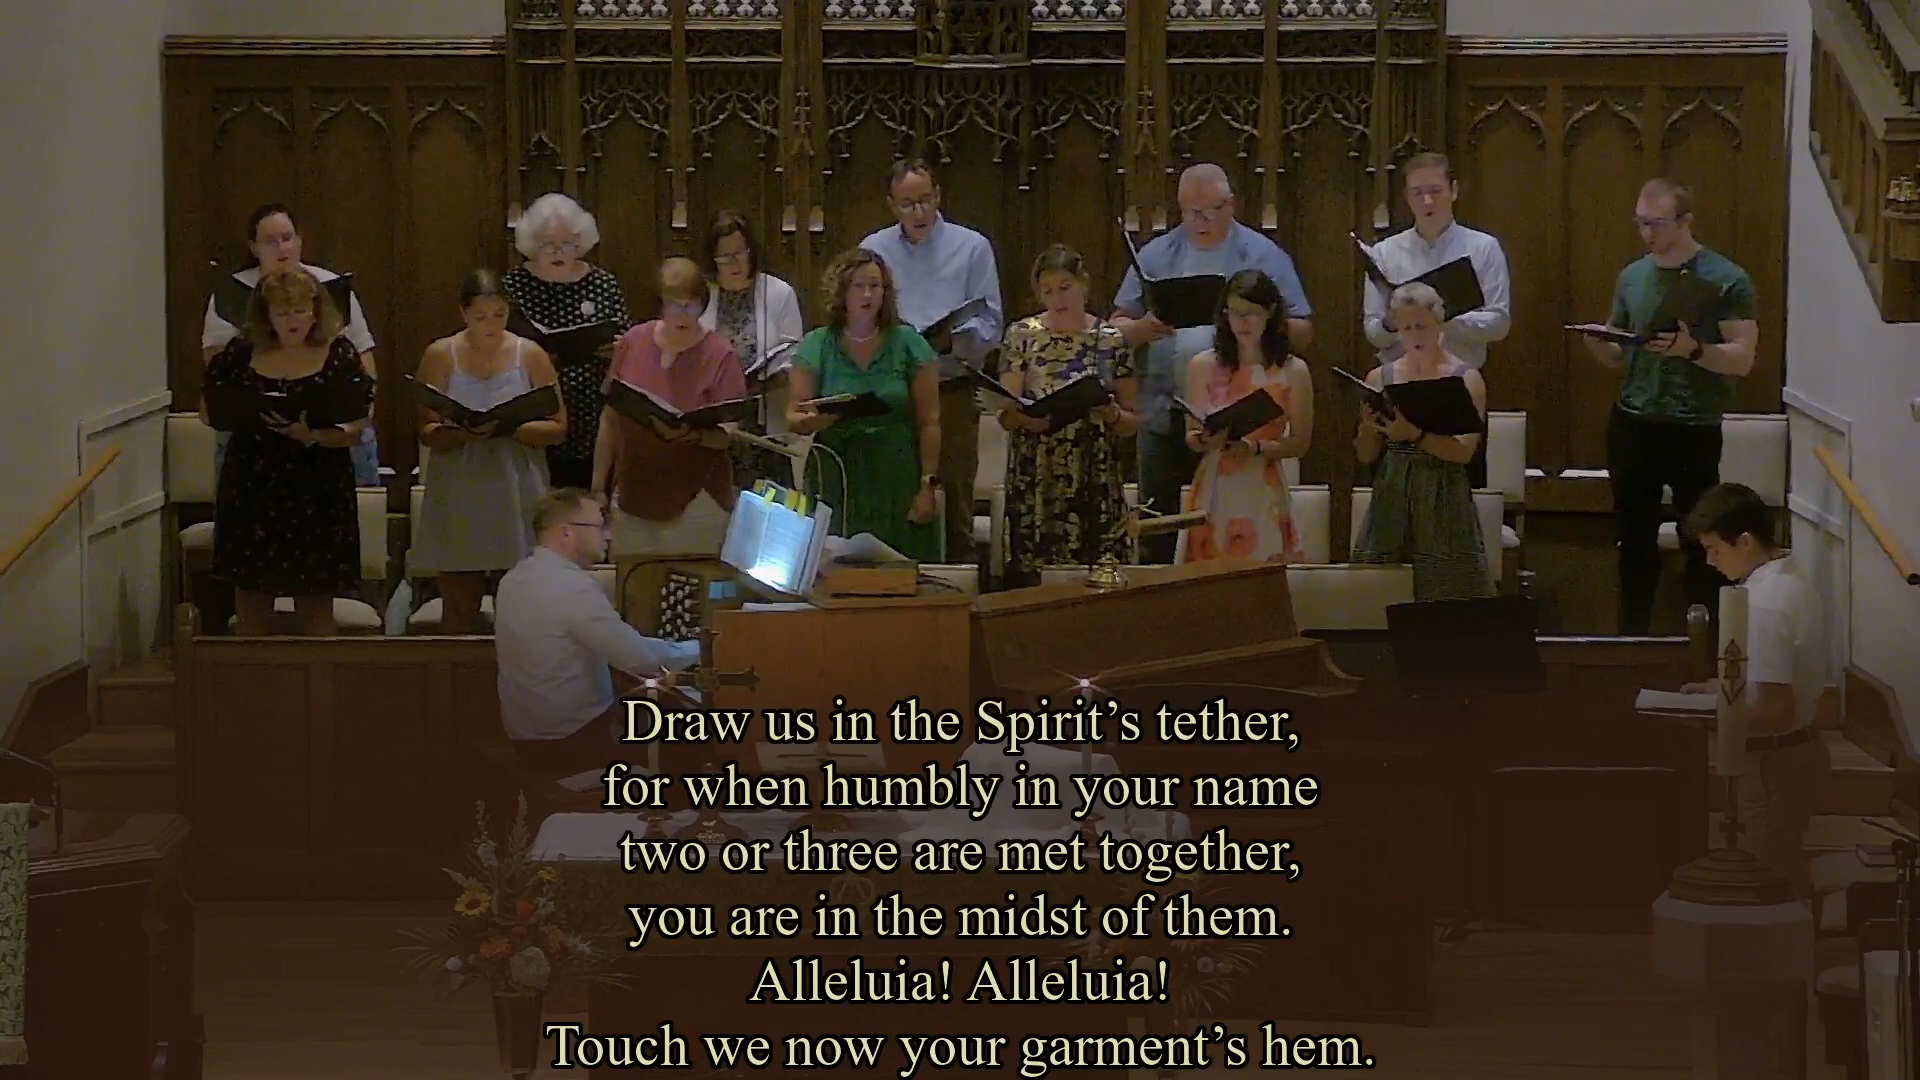 Draw us in the Spirit’s tether,
for when humbly in your name
two or three are met together,
you are in the midst of them.
Alleluia! Alleluia!
Touch we now your garment’s hem.